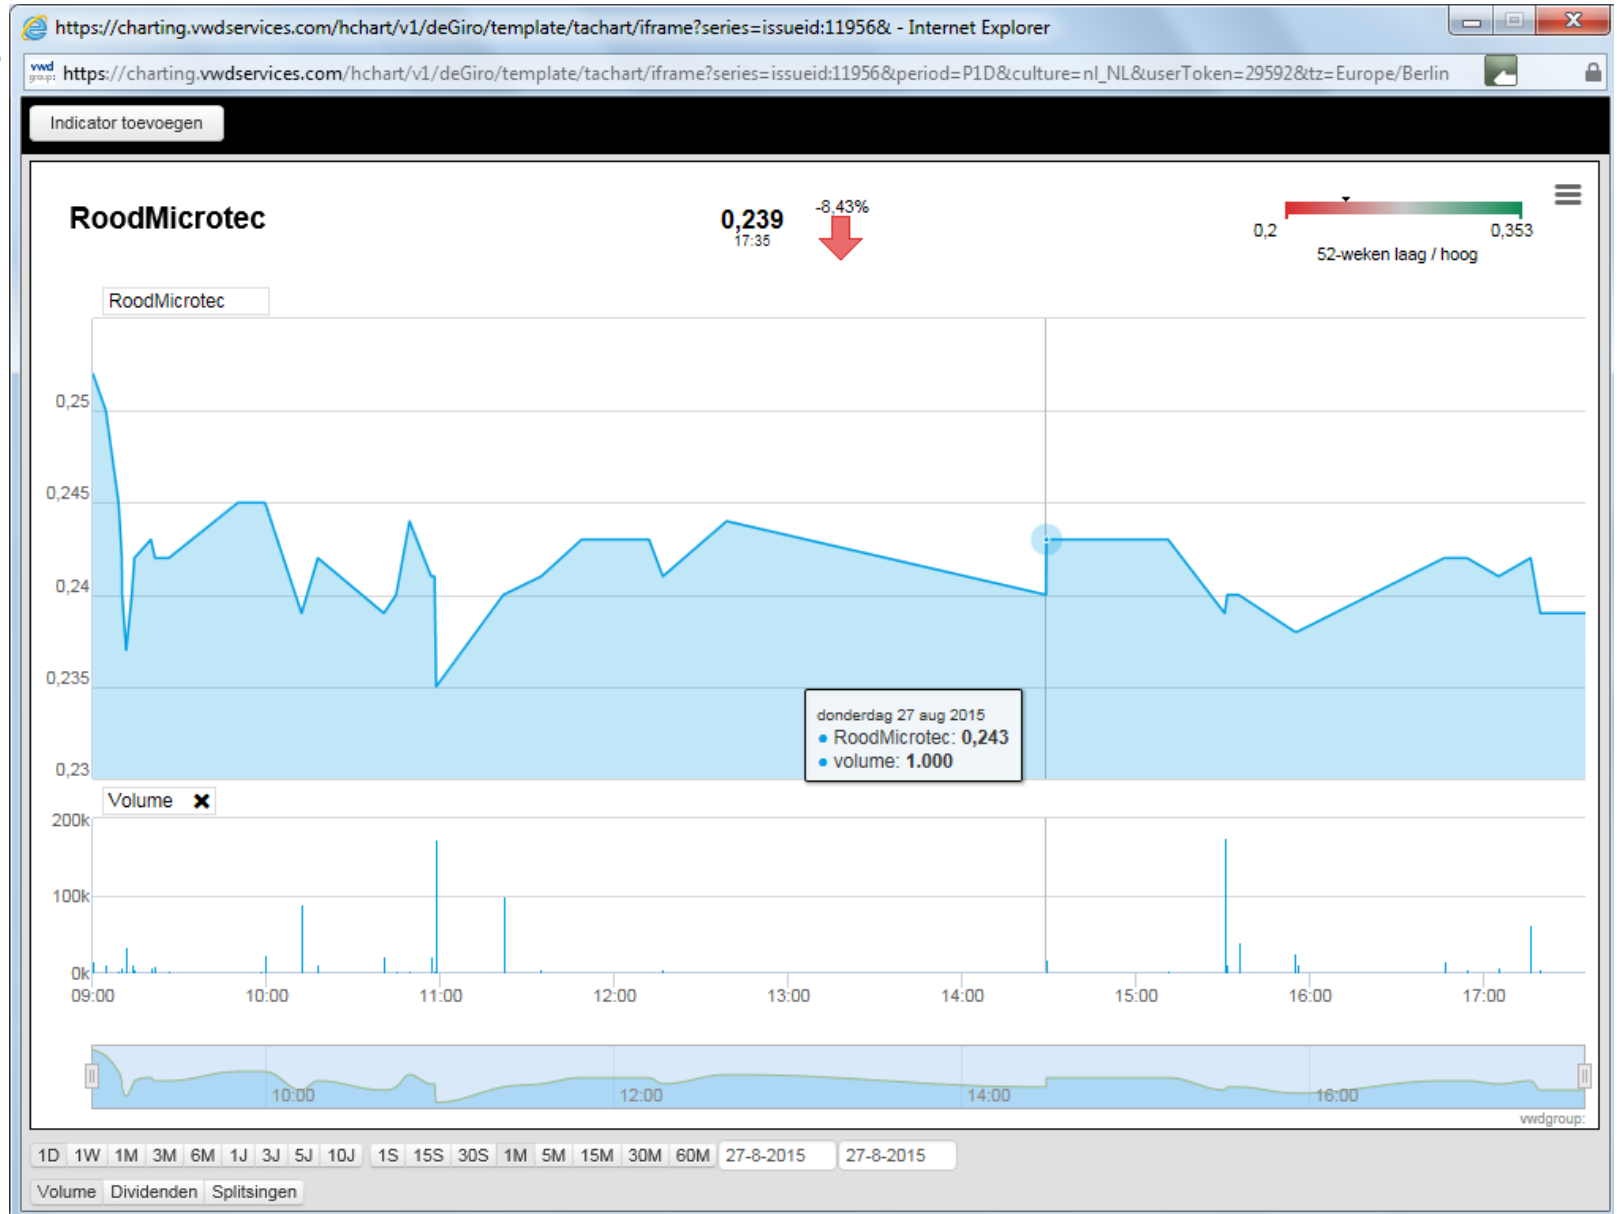 https://charting.vwdservices.com/hchart/v1/deGiro/template/tachart/iframe?series=issueid:11956& - Internet Explorer
vwd group: https://charting.vwdservices.com/hchart/v1/deGiro/template/tachart/iframe?series=issueid:11956&period=P1D&culture=nl_NL&userToken=29592&tz=Europe/Berlin
Indicator toevoegen
RoodMicrotec
0,239
17:35
-8,43%
0,2 0,353
52-weken laag / hoog
RoodMicrotec
0,25
0,245
0,24
0,235
0,23
donderdag 27 aug 2015
• RoodMicrotec: 0,243
• volume: 1.000
Volume
200k
100k
0k
09:00 10:00 11:00 12:00 13:00 14:00 15:00 16:00 17:00
10:00 12:00 14:00 16:00
vwdgroup:
1D 1W 1M 3M 6M 1J 3J 5J 10J 1S 15S 30S 1M 5M 15M 30M 60M 27-8-2015 27-8-2015
Volume Dividenden Splitsingen